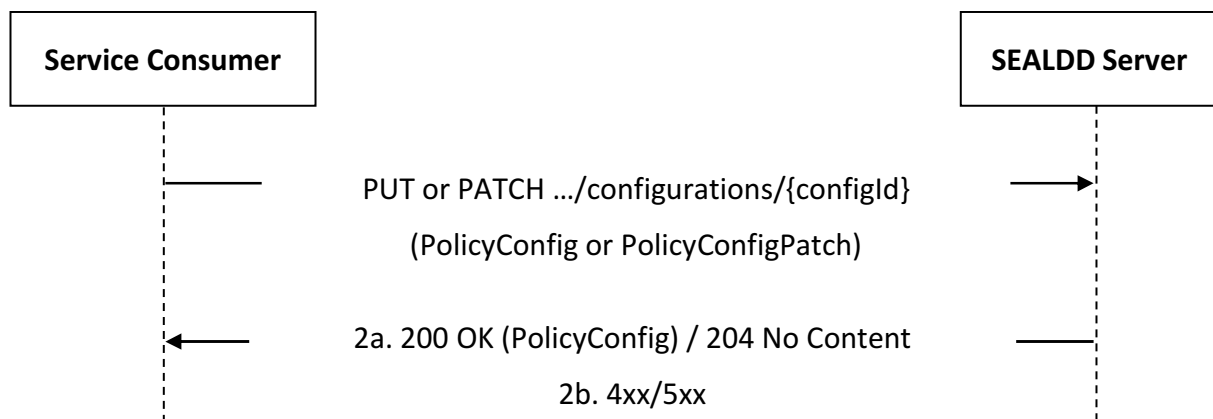 Service Consumer
SEALDD Server
PUT or PATCH …/configurations/{configId}
(PolicyConfig or PolicyConfigPatch)
2a. 200 OK (PolicyConfig) / 204 No Content
2b. 4xx/5xx